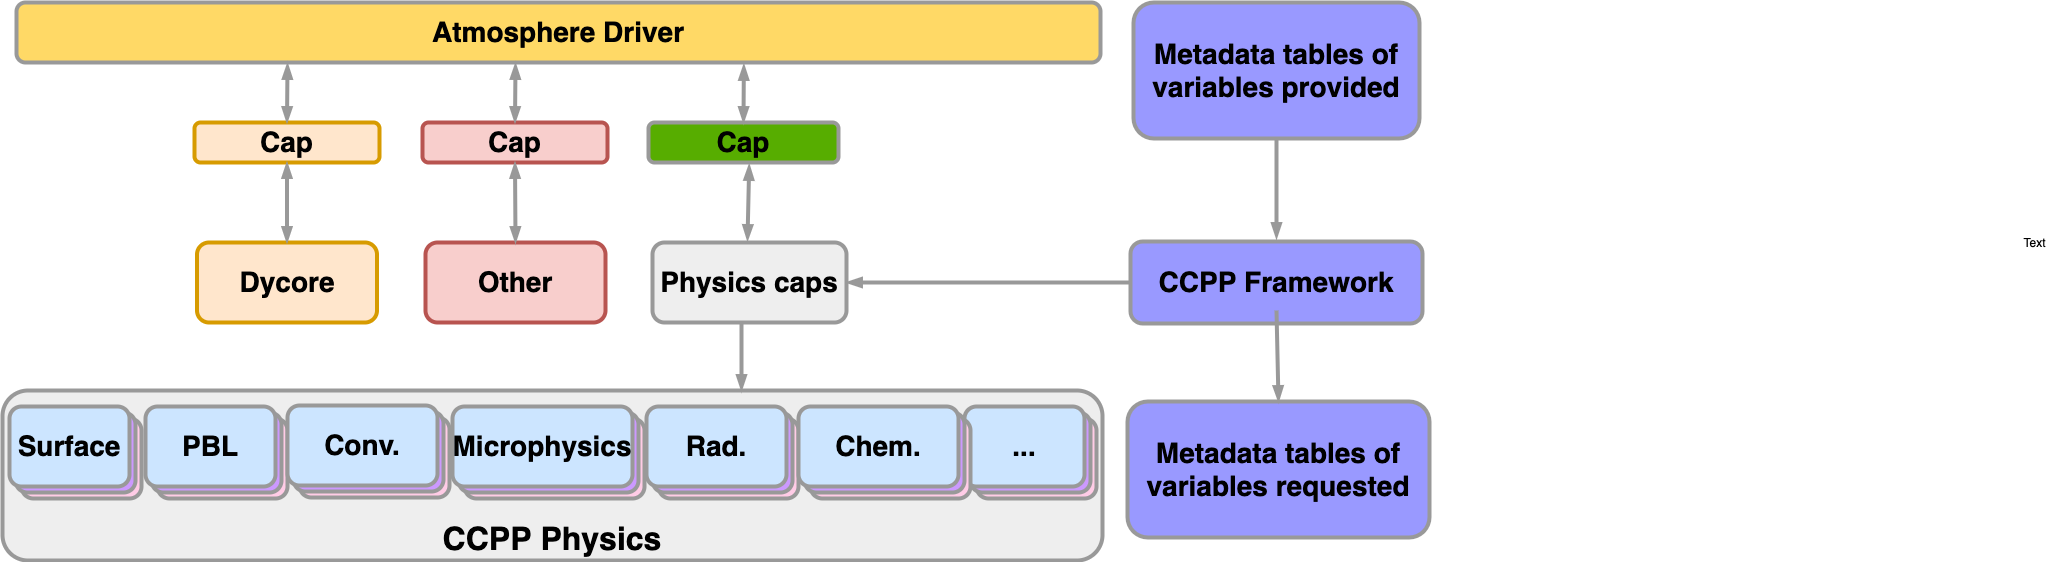 Atmosphere Driver
Metadata tables of
variables provided
Cap
Cap
Cap
Dycore
Other
Physics caps
CCPP Framework
Text
Surface
PBL
Conv.
Microphysics
Rad.
Chem.
...
Metadata tables of
variables requested
CCPP Physics